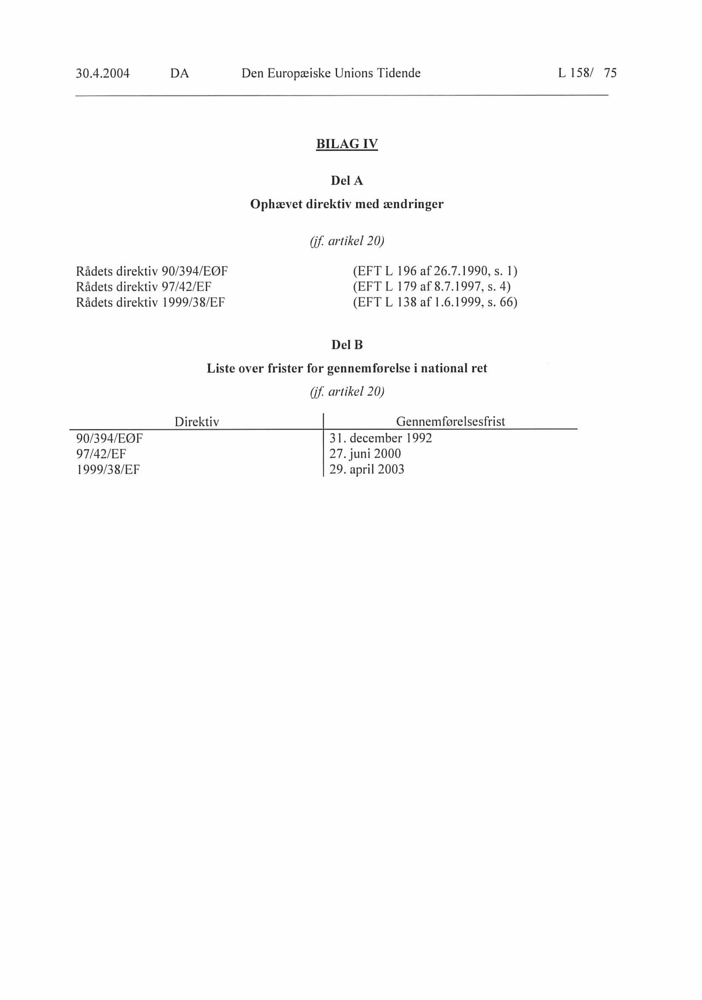 30.4.2004 DA Den Europæiske Unions Tidende L 158/ 75
BILAG IV
Del A
Ophævet direktiv med ændringer
(jf. artikel 20)
Rådets direktiv 90/394/EØF (EFT L 196 af 26.7.1990, s. 1)
Rådets direktiv 97/42/EF (EFT L 179 af 8.7.1997, s. 4)
Rådets direktiv 1999/38/EF (EFT L 138 af 1.6.1999, s. 66)
Del B
Liste over frister for gennemførelse i national ret
(jf. artikel 20)
Direktiv Gennemførelsesfrist
90/394/EØF 31. december 1992
97/42/EF 27. juni 2000
1999/38/EF 29. april 2003